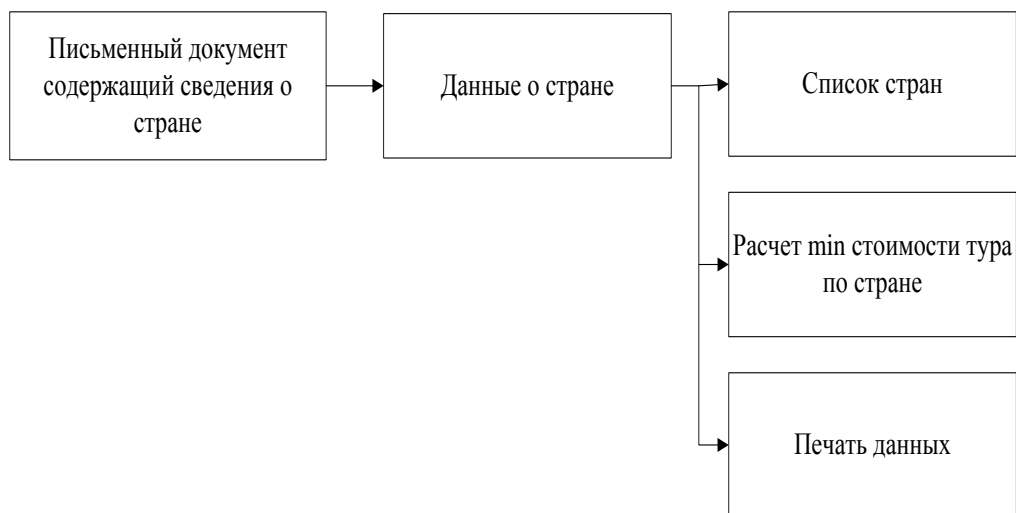 Письменный документ
содержащий сведения о
стране
Данные о стране
Список стран
Расчет min стоимости тура
по стране
Печать данных